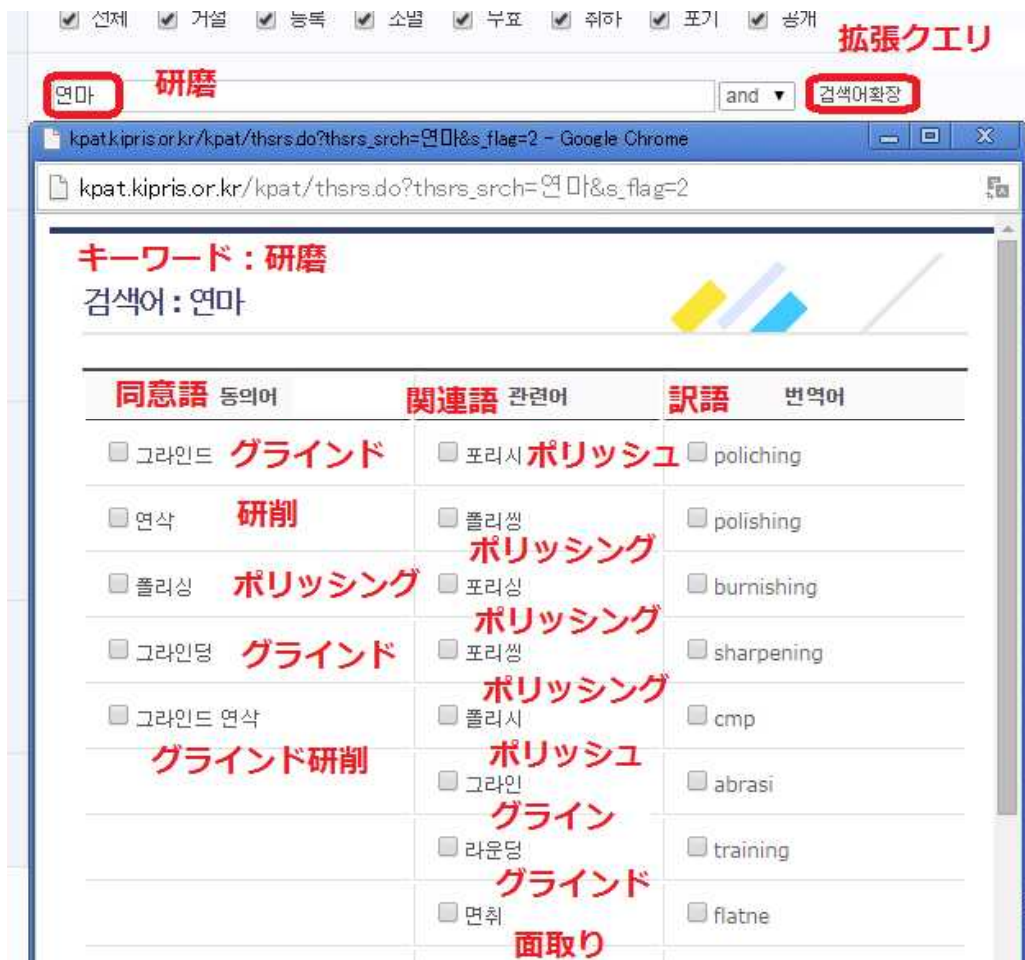 전체 거절 등록 소멸 무효 취하 포기 공개
拡張クエリ
연마 研磨 and 검색어확장
kpat.kipris.or.kr/kpat/thsrs.do?thsrs_srch=연마&s_flag=2 - Google Chrome
kpat.kipris.or.kr/kpat/thsrs.do?thsrs_srch=연마&s_flag=2
キーワード：研磨
검색어 : 연마
同意語 동의어 関連語 관련어 訳語 번역어
그라인드 グラインド 포리시 ポリッシュ poliching
연삭 研削 폴리씽 polishing
ポリッシング
폴리싱 ポリッシング 포리싱 burnishing
ポリッシング
그라인딩 グラインド 포리씽 sharpening
ポリッシング
그라인드 연삭 폴리시 cmp
グラインド研削 ポリッシュ
그라인 abrasi
グライン
라운딩 training
グラインド
면취 flatne
面取り